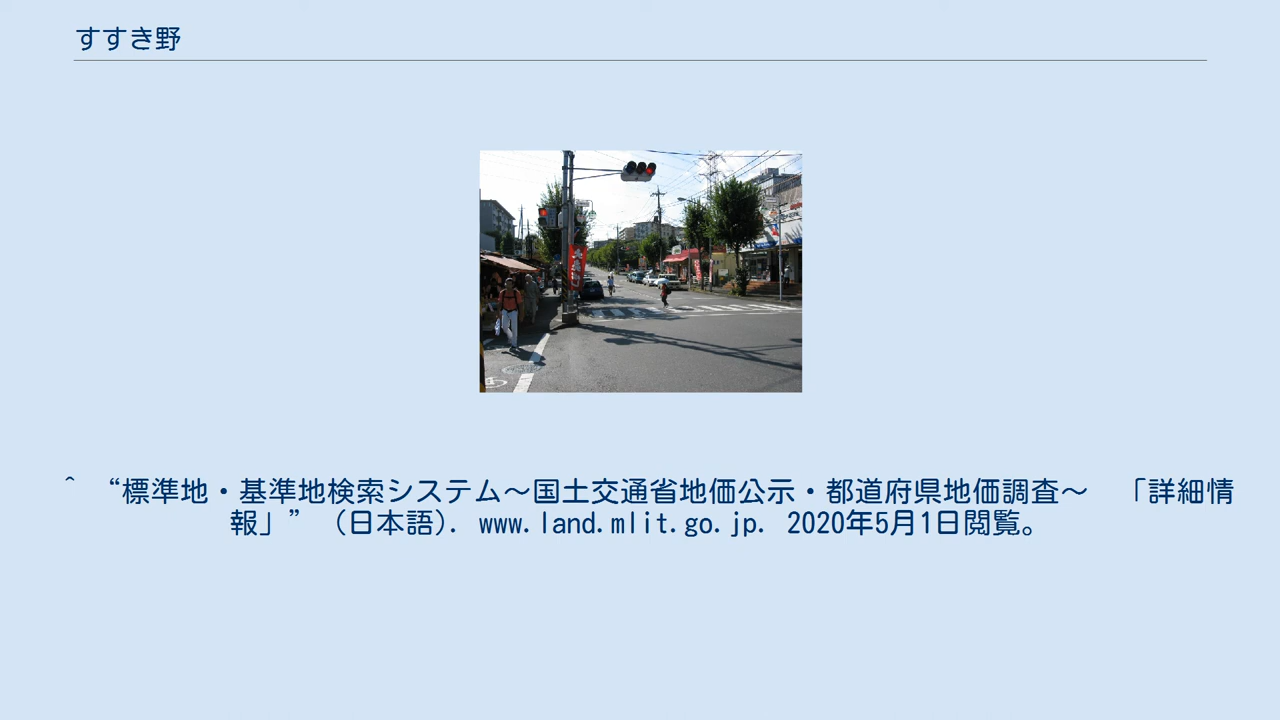 すすき野
^ “標準地・基準地検索システム～国土交通省地価公示・都道府県地価調査～ 「詳細情
報」” (日本語). www.land.mlit.go.jp. 2020年5月1日閲覧。